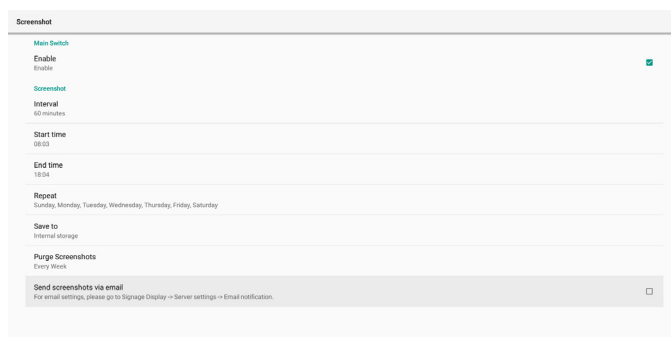 Screenshot
Main Switch
Enable
Enable
Screenshot
Interval
60 minutes
Start time
08:03
End time
18:04
Repeat
Sunday, Monday, Tuesday, Wednesday, Thursday, Friday, Saturday
Save to
Internal storage
Purge Screenshots
Every Week
Send screenshots via email
For email settings, please go to Signage Display -> Server settings -> Email notification.